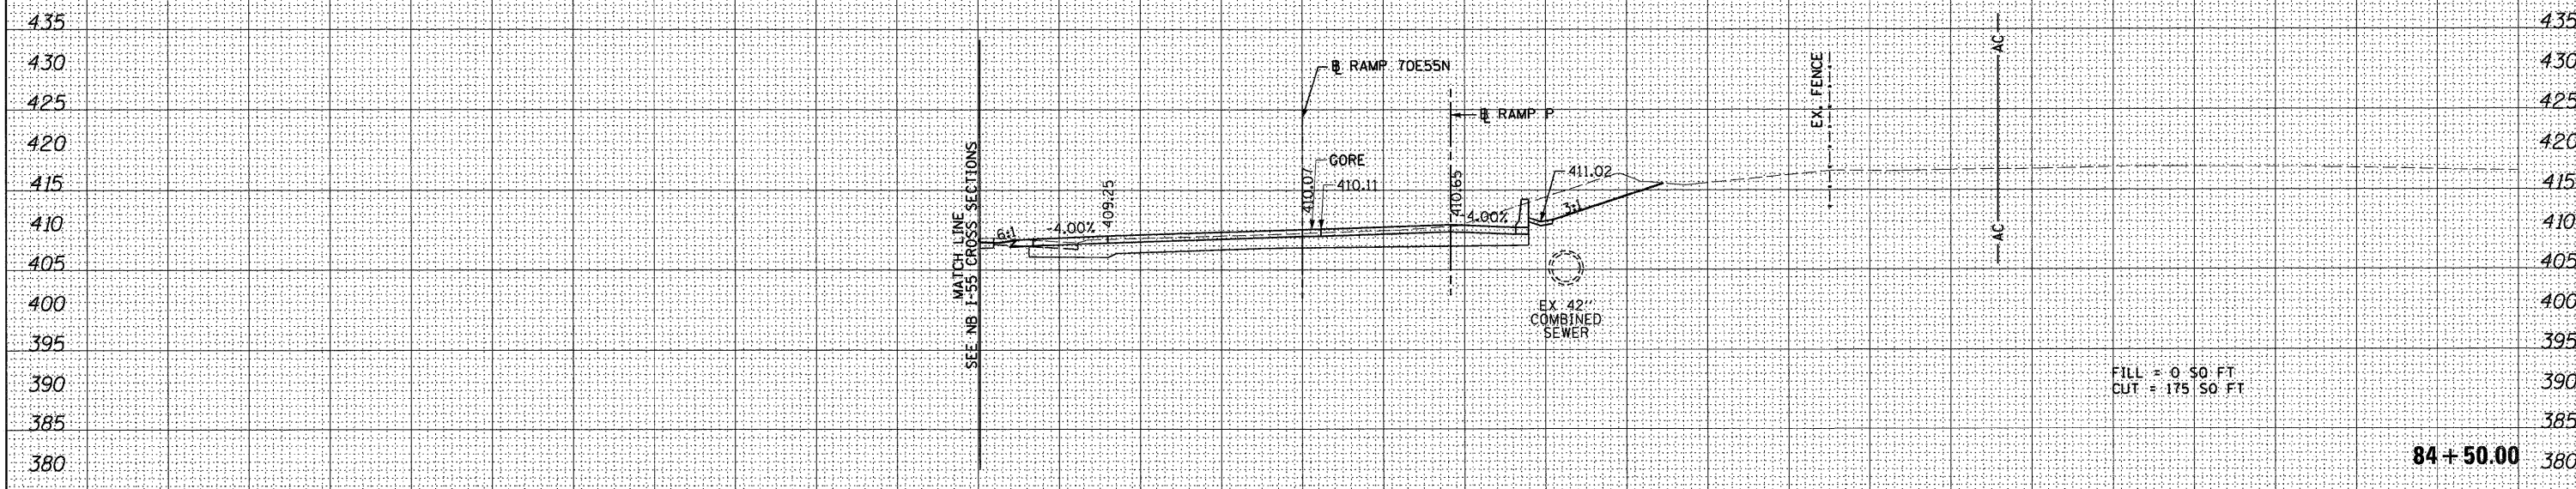 435
430
425
420
415
410
405
400
395
390
385
380
MATCH LINE
SEE NB I-55 CROSS SECTIONS
6:1
-4.00%
409.25
℄ RAMP 70E55N
GORE
410.07
410.11
℄ RAMP P
410.65
-4.00%
411.02
3:1
EX 42"
COMBINED
SEWER
EX. FENCE
AC
AC
FILL = 0 SQ FT
CUT = 175 SQ FT
84+50.00
435
430
425
420
415
410
405
400
395
390
385
380